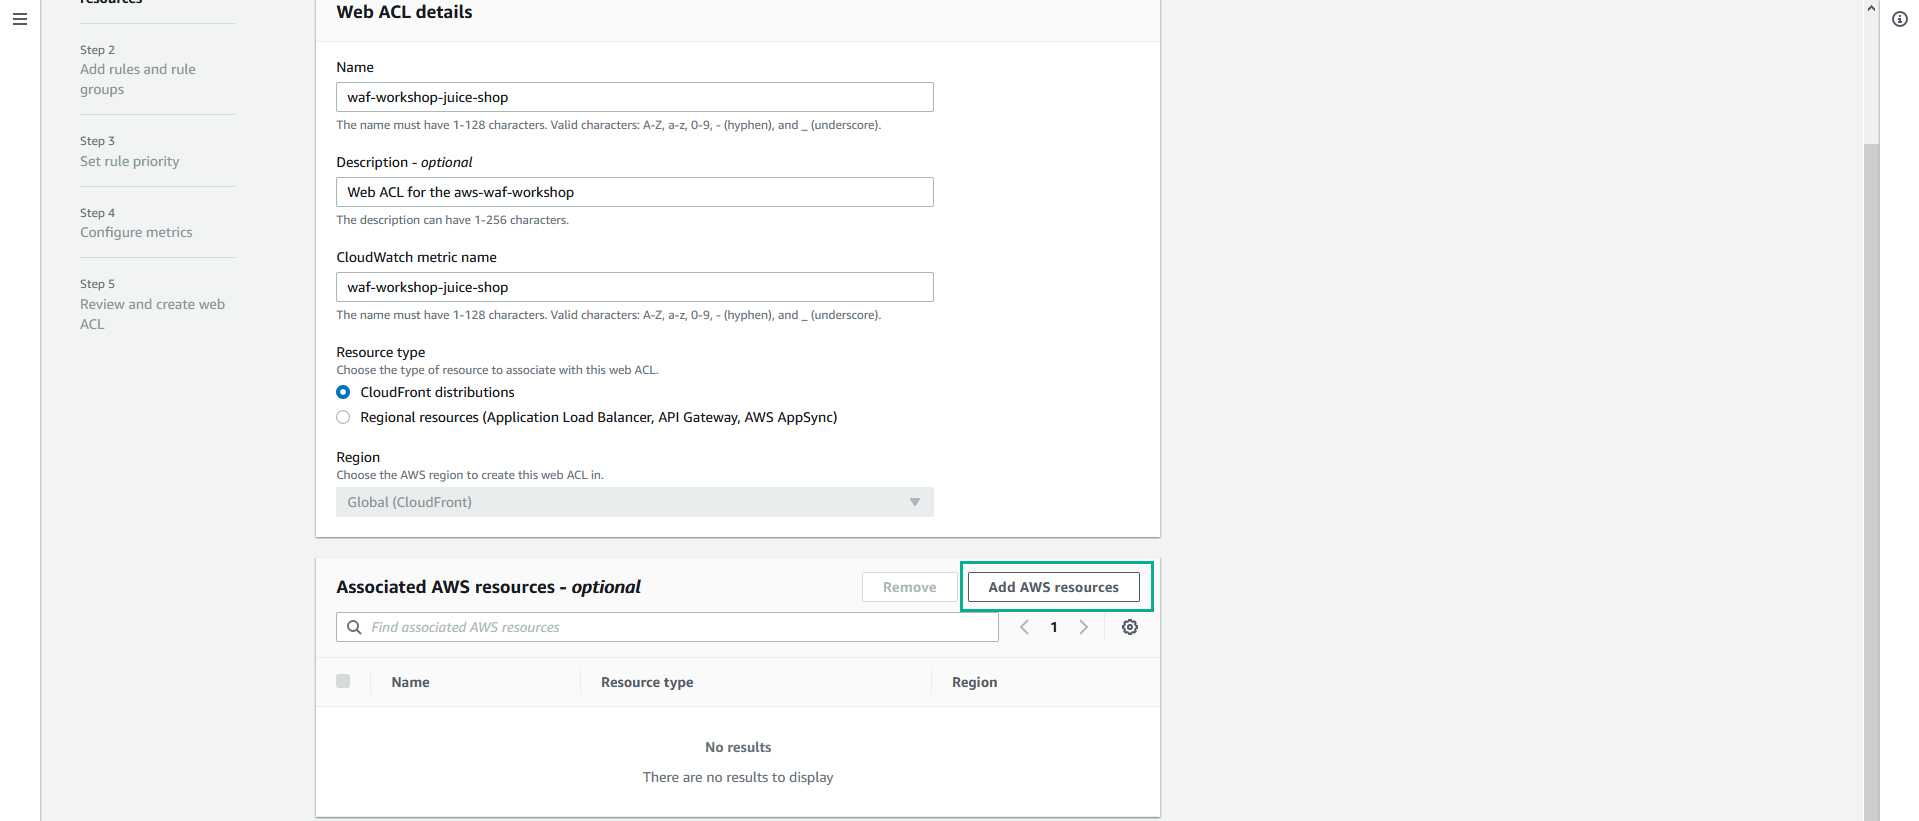 resources
Step 2
Add rules and rule
groups
Step 3
Set rule priority
Step 4
Configure metrics
Step 5
Review and create web
ACL
Web ACL details
Name
waf-workshop-juice-shop
The name must have 1-128 characters. Valid characters: A-Z, a-z, 0-9, - (hyphen), and _ (underscore).
Description - optional
Web ACL for the aws-waf-workshop
The description can have 1-256 characters.
CloudWatch metric name
waf-workshop-juice-shop
The name must have 1-128 characters. Valid characters: A-Z, a-z, 0-9, - (hyphen), and _ (underscore).
Resource type
Choose the type of resource to associate with this web ACL.
CloudFront distributions
Regional resources (Application Load Balancer, API Gateway, AWS AppSync)
Region
Choose the AWS region to create this web ACL in.
Global (CloudFront)
Associated AWS resources - optional
Remove
Add AWS resources
Find associated AWS resources
1
Name Resource type Region
No results
There are no results to display